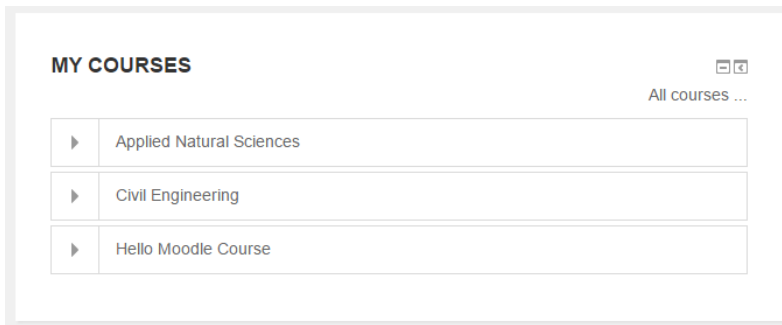 MY COURSES
All courses ...
Applied Natural Sciences
Civil Engineering
Hello Moodle Course